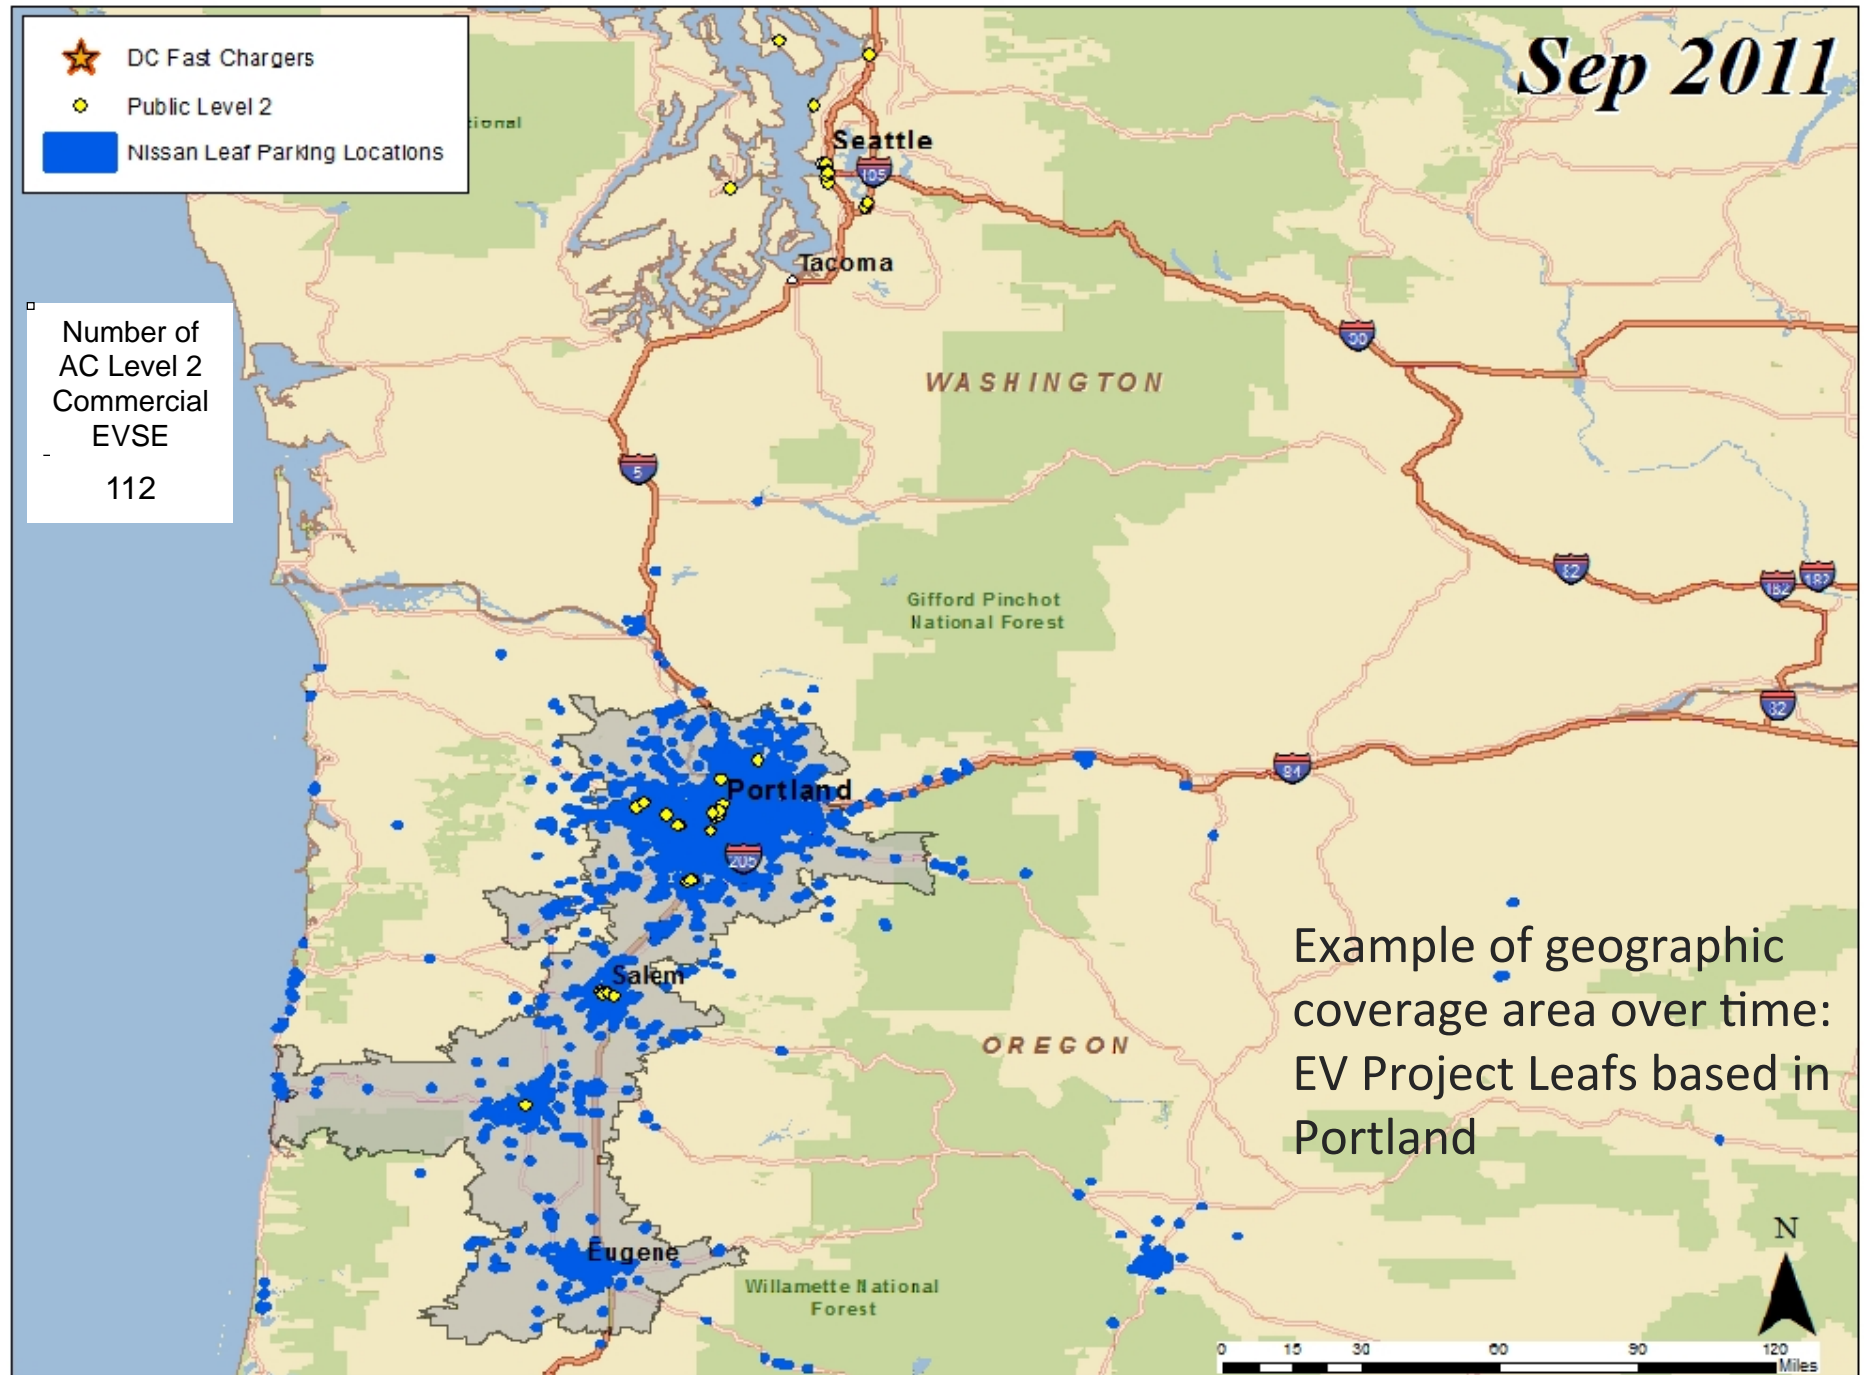 DC Fast Chargers
Public Level 2
Nissan Leaf Parking Locations
Sep 2011
tional
Seattle
Tacoma
Number of
AC Level 2
Commercial
EVSE
112
WASHINGTON
5
82
182
Gifford Pinchot
National Forest
84
Portland
205
Salem
Example of geographic
coverage area over time:
EV Project Leafs based in
Portland
OREGON
Eugene
Willamette National
Forest
N
0 15 30 60 90 120
Miles